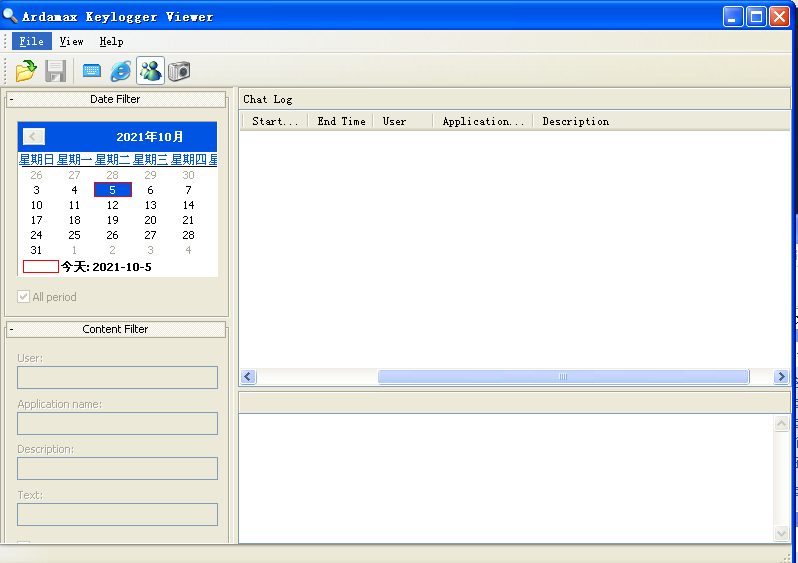 Ardamax Keylogger Viewer
File View Help
- Date Filter
2021年10月
星期日 星期一 星期二 星期三 星期四 星
26 27 28 29 30
3 4 5 6 7
10 11 12 13 14
17 18 19 20 21
24 25 26 27 28
31 1 2 3 4
今天: 2021-10-5
All period
- Content Filter
User:
Application name:
Description:
Text:
Chat Log
Start... End Time User Application... Description